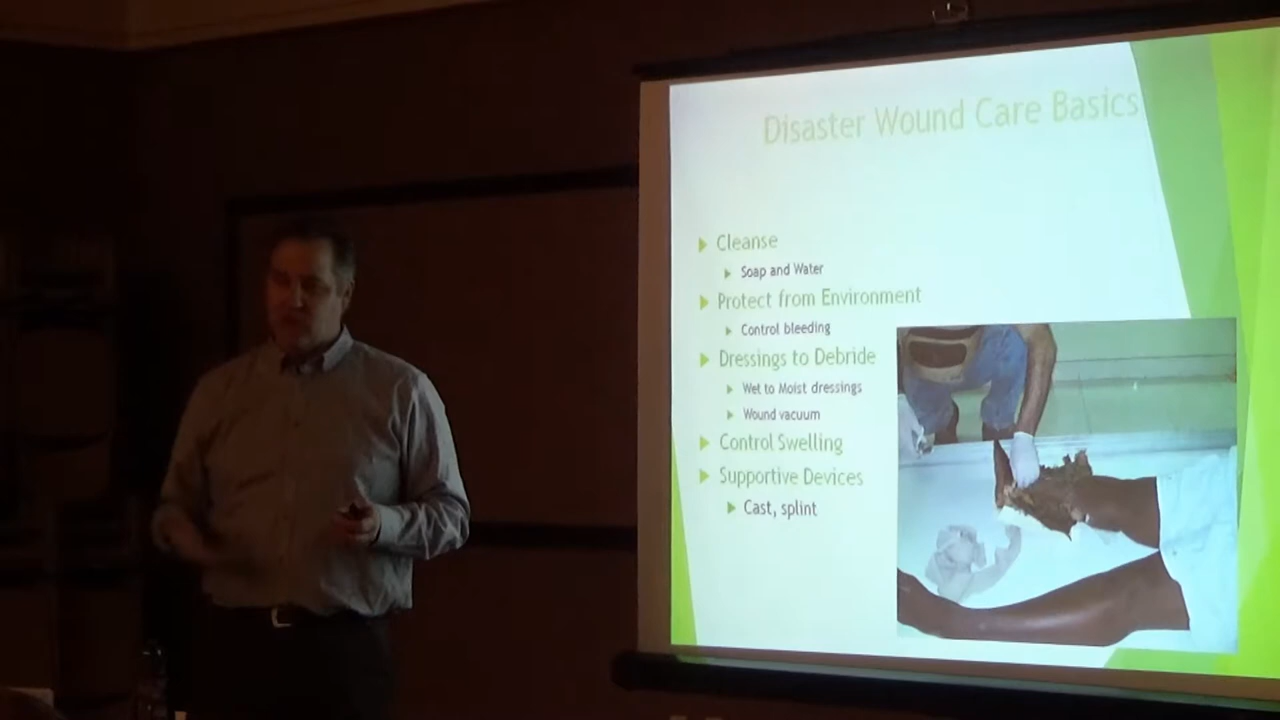 Disaster Wound Care Basics
Cleanse
Soap and Water
Protect from Environment
Control bleeding
Dressings to Debride
Wet to Moist dressings
Wound vacuum
Control Swelling
Supportive Devices
Cast, splint